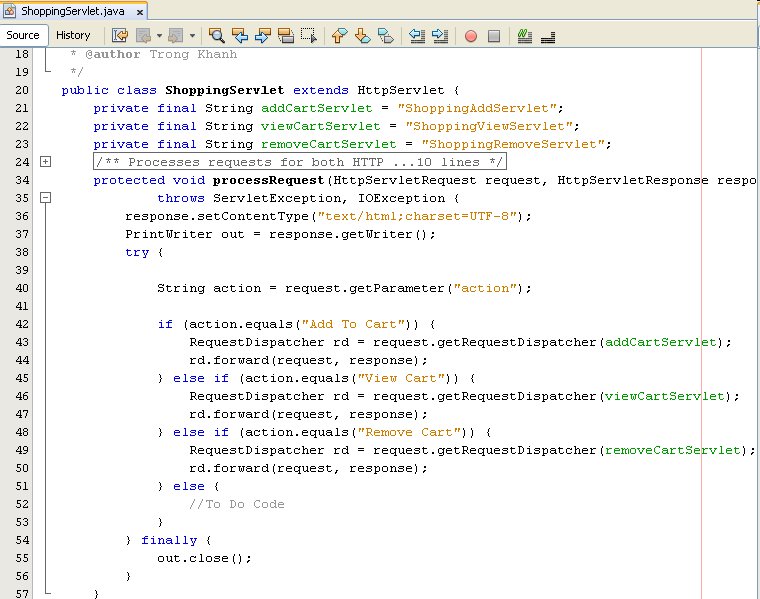 ShoppingServlet.java x
Source History
18 * @author Trong Khanh
19 */
20 public class ShoppingServlet extends HttpServlet {
21 private final String addCartServlet = "ShoppingAddServlet";
22 private final String viewCartServlet = "ShoppingViewServlet";
23 private final String removeCartServlet = "ShoppingRemoveServlet";
24 /** Processes requests for both HTTP ...10 lines */
34 protected void processRequest(HttpServletRequest request, HttpServletResponse respo
35 throws ServletException, IOException {
36 response.setContentType("text/html;charset=UTF-8");
37 PrintWriter out = response.getWriter();
38 try {
39
40 String action = request.getParameter("action");
41
42 if (action.equals("Add To Cart")) {
43 RequestDispatcher rd = request.getRequestDispatcher(addCartServlet);
44 rd.forward(request, response);
45 } else if (action.equals("View Cart")) {
46 RequestDispatcher rd = request.getRequestDispatcher(viewCartServlet);
47 rd.forward(request, response);
48 } else if (action.equals("Remove Cart")) {
49 RequestDispatcher rd = request.getRequestDispatcher(removeCartServlet);
50 rd.forward(request, response);
51 } else {
52 //To Do Code
53 }
54 } finally {
55 out.close();
56 }
57 }